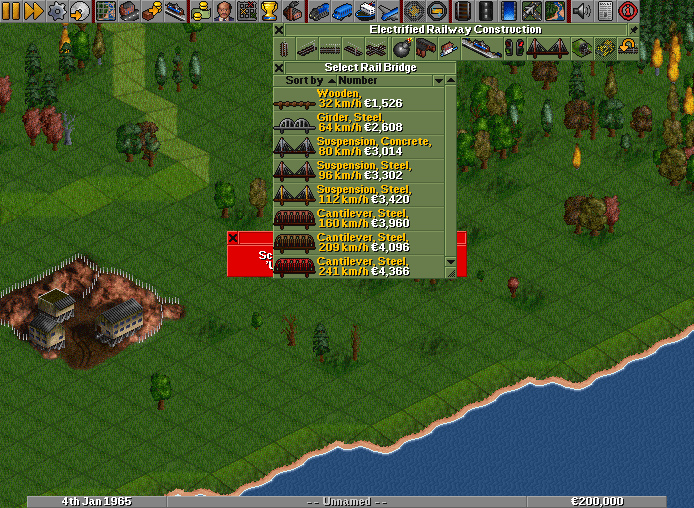 Electrified Railway Construction
Select Rail Bridge
Sort by Number
Wooden,
32 km/h €1,526
Girder, Steel,
64 km/h €2,608
Suspension, Concrete,
80 km/h €3,014
Suspension, Steel,
96 km/h €3,302
Suspension, Steel,
112 km/h €3,420
Cantilever, Steel,
160 km/h €3,960
Cantilever, Steel,
209 km/h €4,096
Cantilever, Steel,
241 km/h €4,366
4th Jan 1965
-- Unnamed --
€200,000